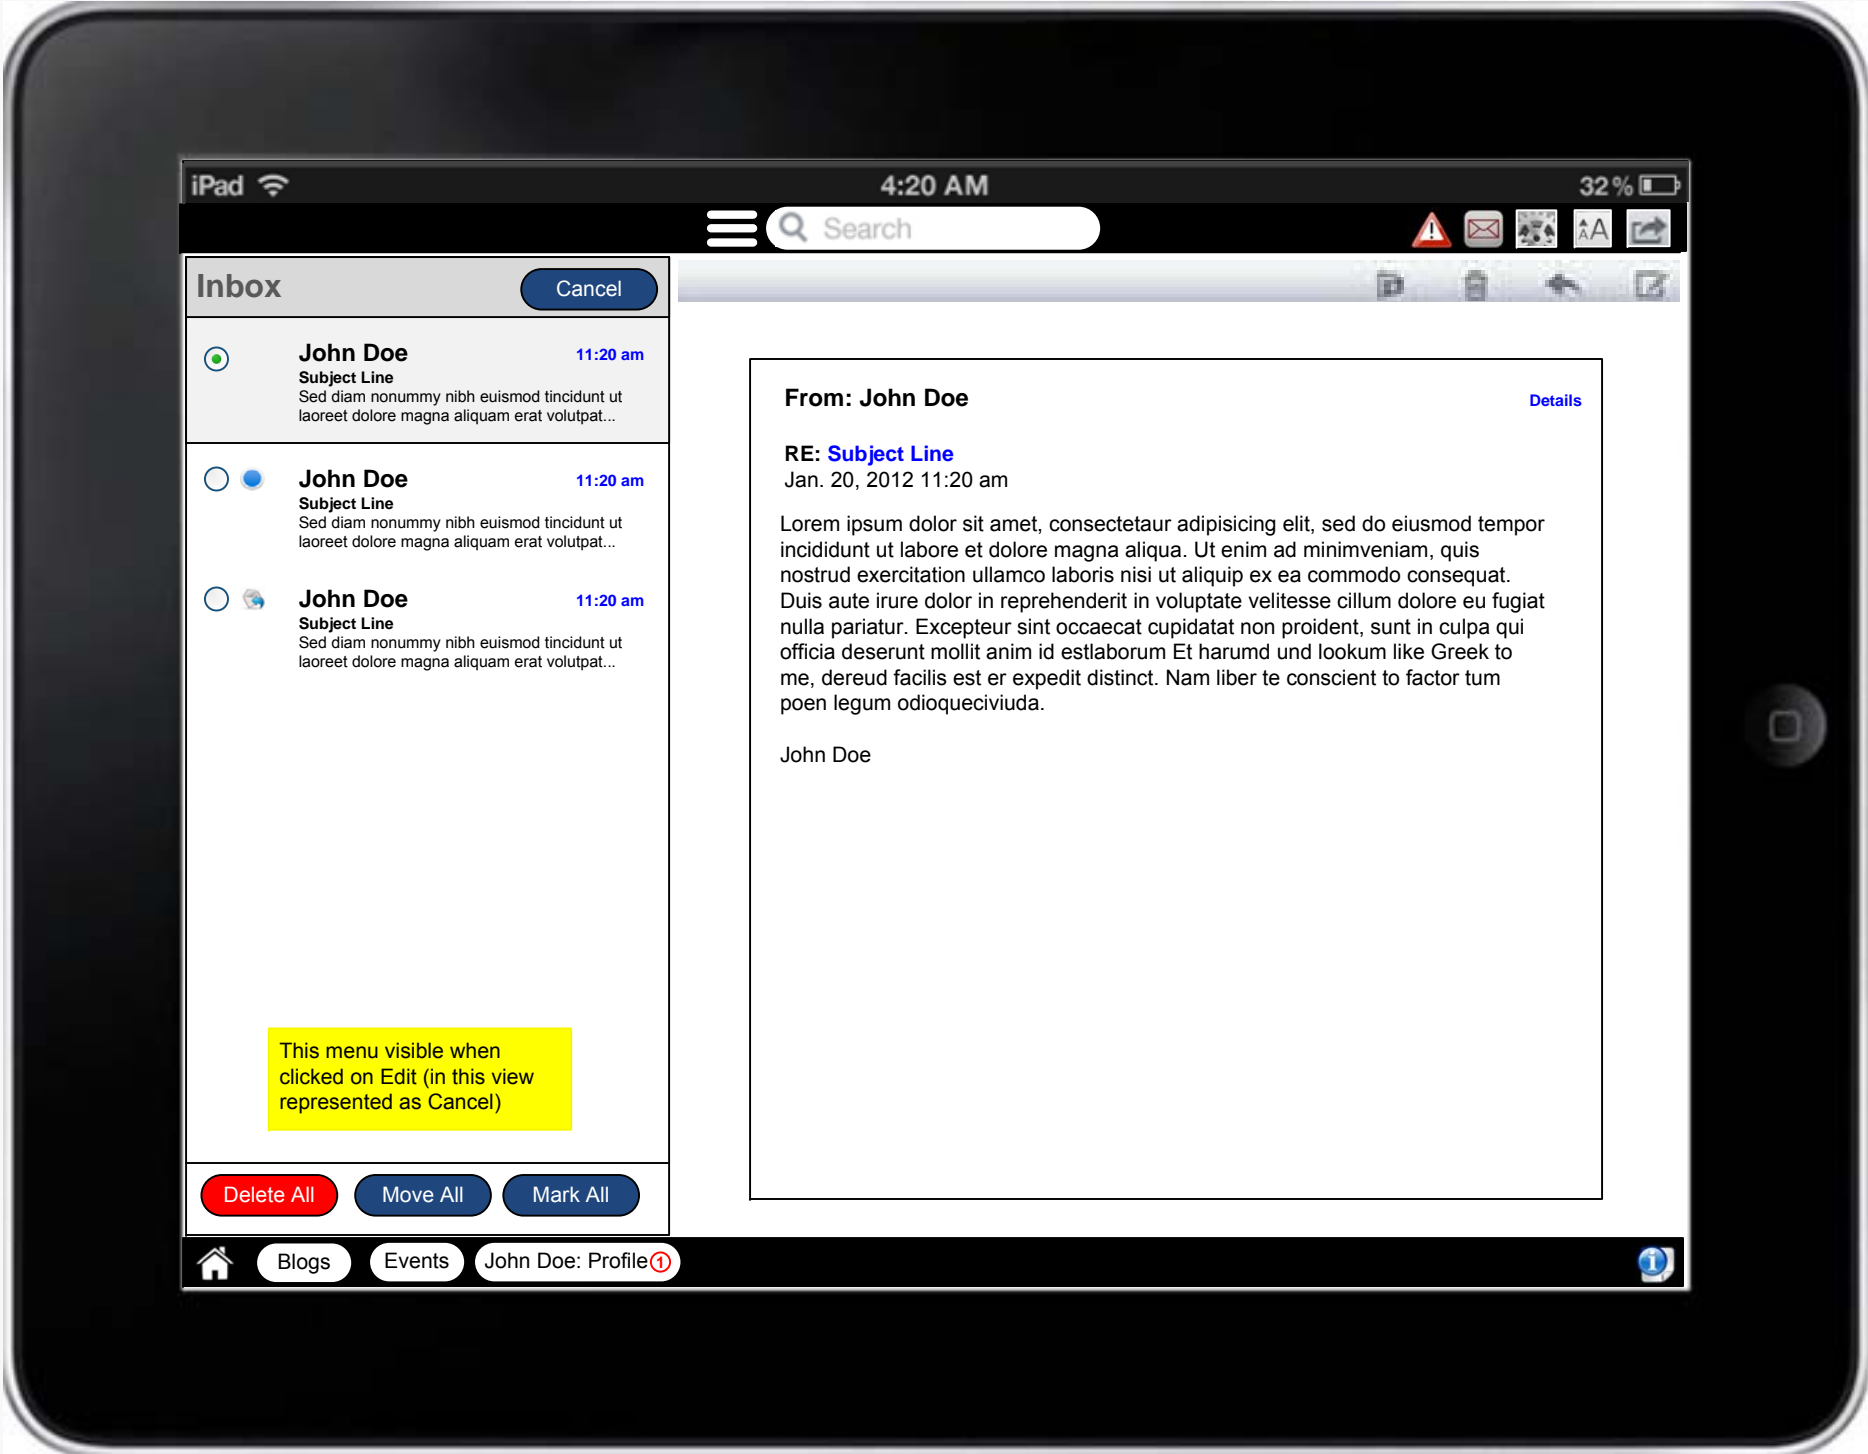 iPad
4:20 AM
32%
Search
AA
Inbox
Cancel
John Doe
11:20 am
Subject Line
Sed diam nonummy nibh euismod tincidunt ut
laoreet dolore magna aliquam erat volutpat...
John Doe
11:20 am
Subject Line
Sed diam nonummy nibh euismod tincidunt ut
laoreet dolore magna aliquam erat volutpat...
John Doe
11:20 am
Subject Line
Sed diam nonummy nibh euismod tincidunt ut
laoreet dolore magna aliquam erat volutpat...
This menu visible when
clicked on Edit (in this view
represented as Cancel)
Delete All
Move All
Mark All
From: John Doe
Details
RE: Subject Line
Jan. 20, 2012 11:20 am
Lorem ipsum dolor sit amet, consectetaur adipisicing elit, sed do eiusmod tempor
incididunt ut labore et dolore magna aliqua. Ut enim ad minimveniam, quis
nostrud exercitation ullamco laboris nisi ut aliquip ex ea commodo consequat.
Duis aute irure dolor in reprehenderit in voluptate velitesse cillum dolore eu fugiat
nulla pariatur. Excepteur sint occaecat cupidatat non proident, sunt in culpa qui
officia deserunt mollit anim id estlaborum Et harumd und lookum like Greek to
me, dereud facilis est er expedit distinct. Nam liber te conscient to factor tum
poen legum odioqueciviuda.
John Doe
Blogs
Events
John Doe: Profile 1